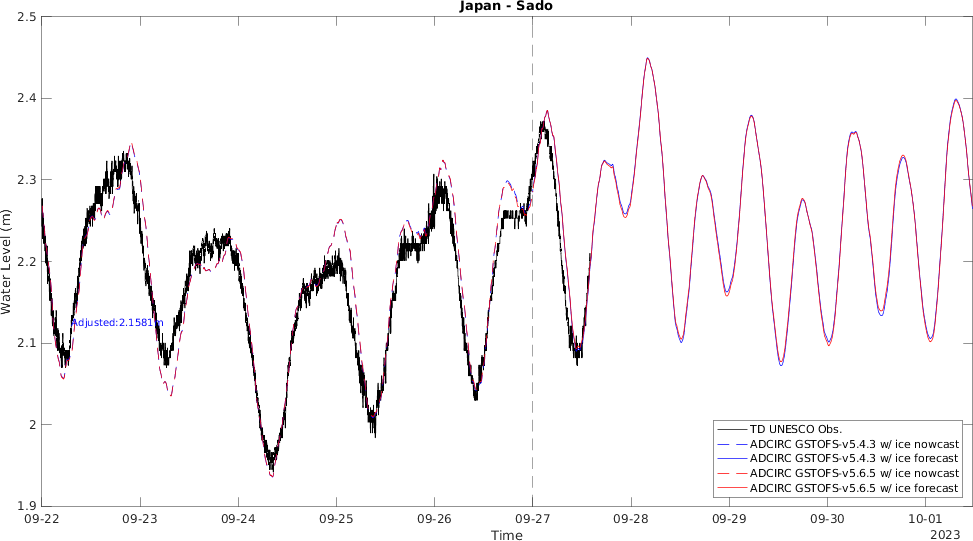 Japan - Sado
2.5
2.4
2.3
2.2
2.1
2
1.9
Water Level (m)
Adjusted:2.1581m
TD UNESCO Obs.
ADCIRC GSTOFS-v5.4.3 w/ ice nowcast
ADCIRC GSTOFS-v5.4.3 w/ ice forecast
ADCIRC GSTOFS-v5.6.5 w/ ice nowcast
ADCIRC GSTOFS-v5.6.5 w/ ice forecast
09-22 09-23 09-24 09-25 09-26 09-27 09-28 09-29 09-30 10-01
Time
2023